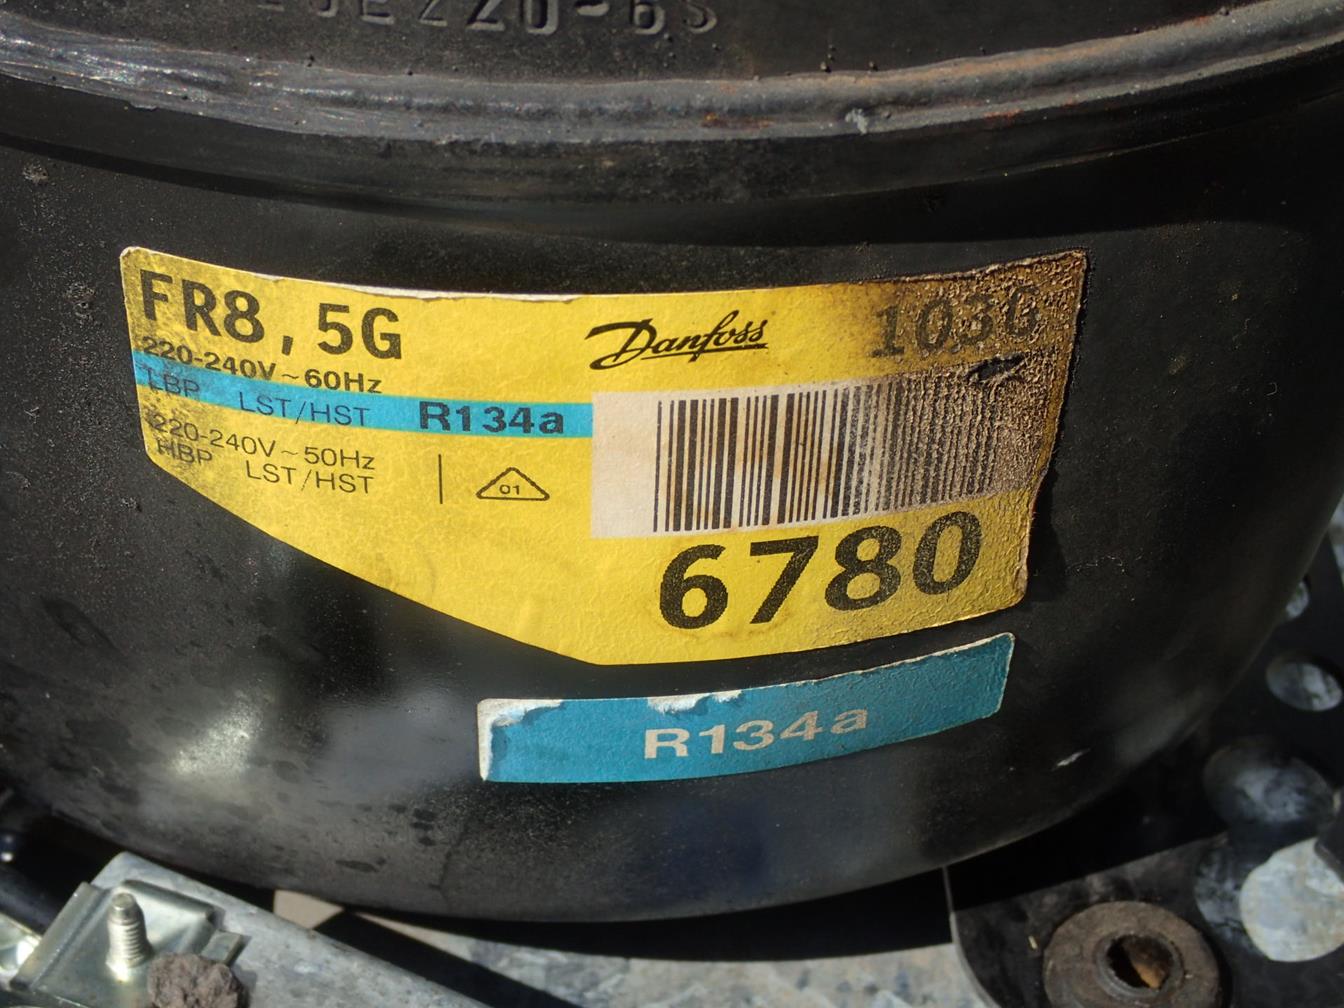 FR8,5G
220-240V~60Hz
LBP LST/HST R134a
220-240V~50Hz
HBP LST/HST
01
Danfoss
103G
6780
R134a